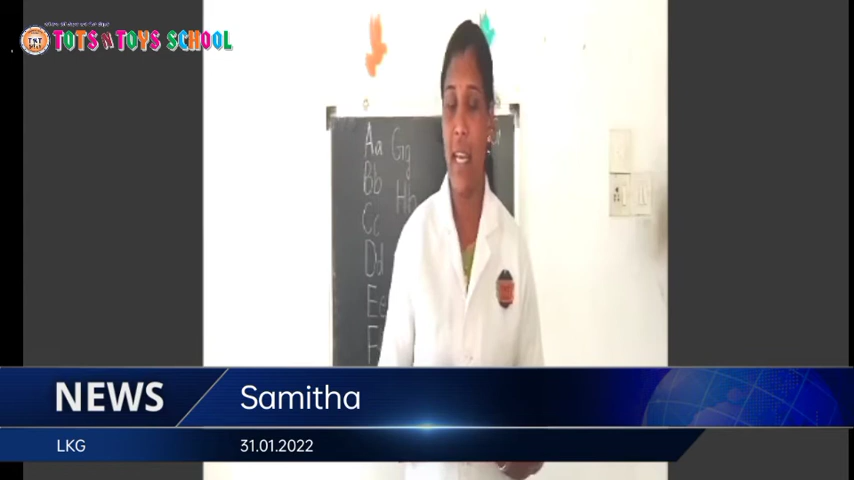 TOTS N TOYS SCHOOL
Aa Gg
Bb Hh
Cc
Dd
Ee
F
NEWS Samitha
LKG 31.01.2022